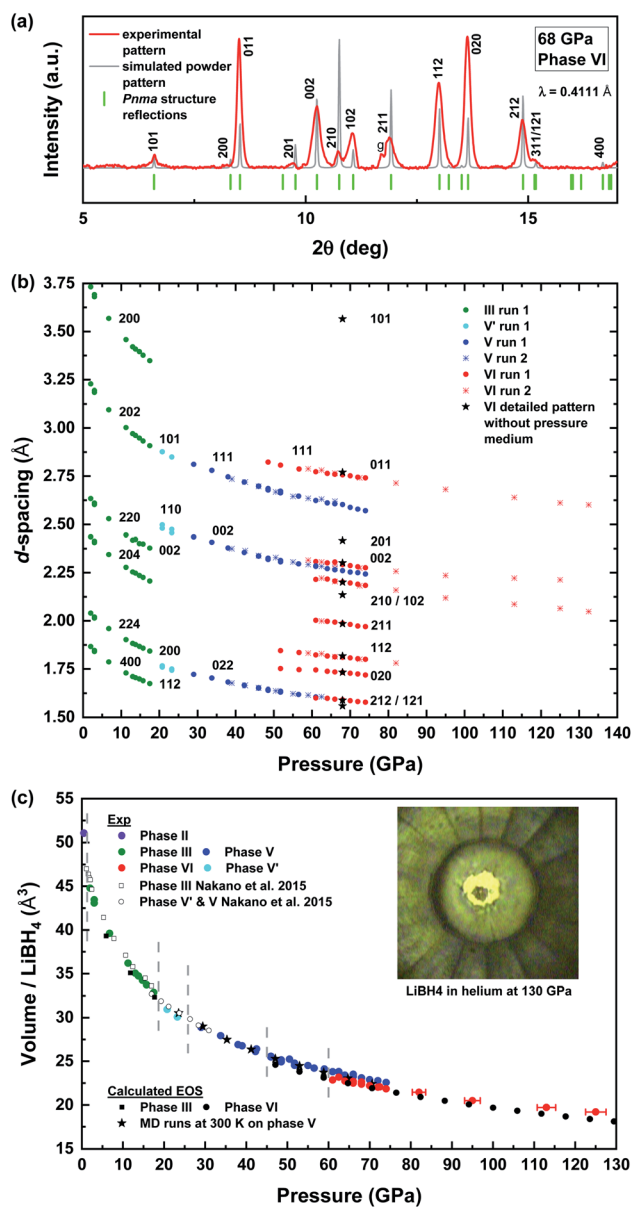 (a)
experimental
pattern
simulated powder
pattern
Pnma structure
reflections
68 GPa
Phase VI
λ = 0.4111 Å
Intensity (a.u.)
101
200
011
201
002
210
102
g
211
112
020
212
311/121
400
5
10
15
2θ (deg)
(b)
3.75
3.50
3.25
3.00
2.75
2.50
2.25
2.00
1.75
1.50
d-spacing (Å)
III run 1
V' run 1
V run 1
V run 2
VI run 1
VI run 2
VI detailed pattern
without pressure
medium
200
101
202
101
111
111
011
220
110
201
002
002
002
204
210 / 102
211
224
200
112
400
022
020
112
212 / 121
0
10
20
30
40
50
60
70
80
90
100
110
120
130
140
Pressure (GPa)
(c)
55
50
45
40
35
30
25
20
15
Volume / LiBH4 (Å3)
Exp
Phase II
Phase III
Phase V
Phase VI
Phase V'
Phase III Nakano et al. 2015
Phase V' & V Nakano et al. 2015
LiBH4 in helium at 130 GPa
Calculated EOS
Phase III
Phase VI
MD runs at 300 K on phase V
0
10
20
30
40
50
60
70
80
90
100
110
120
130
Pressure (GPa)